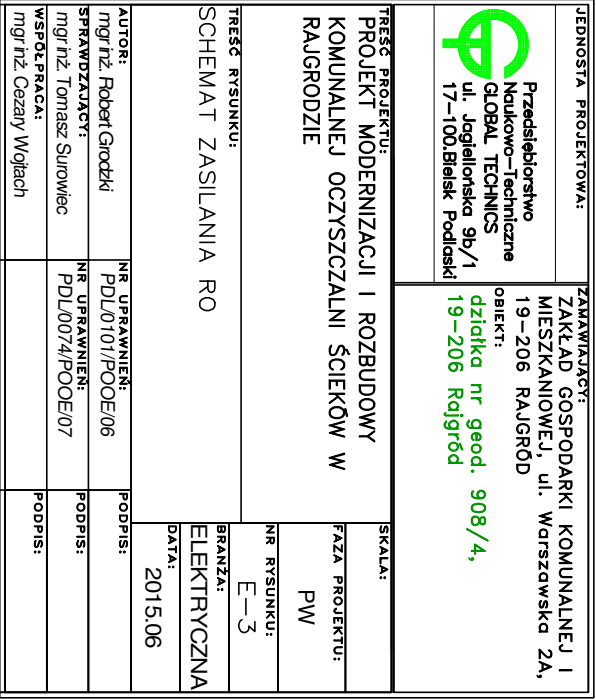 JEDNOSTA PROJEKTOWA:
Przedsiębiorstwo
Naukowo-Techniczne
GLOBAL TECHNICS
ul. Jagiellońska 9b/1
17-100.Bielsk Podlaski
ZAMAWIAJĄCY:
ZAKŁAD GOSPODARKI KOMUNALNEJ I
MIESZKANIOWEJ, ul. Warszawska 2A,
19-206 RAJGRÓD
OBIEKT:
działka nr geod. 908/4,
19-206 Rajgród
TREŚĆ PROJEKTU:
PROJEKT MODERNIZACJI I ROZBUDOWY
KOMUNALNEJ OCZYSZCZALNI ŚCIEKÓW W
RAJGRODZIE
SKALA:
FAZA PROJEKTU:
PW
TREŚĆ RYSUNKU:
SCHEMAT ZASILANIA RO
NR RYSUNKU:
E-3
BRANŻA:
ELEKTRYCZNA
DATA:
2015.06
AUTOR:
mgr inż. Robert Grodzki
NR UPRAWNIEŃ:
PDL/0101/POOE/06
PODPIS:
SPRAWDZAJĄCY:
mgr inż. Tomasz Surowiec
NR UPRAWNIEŃ:
PDL/0074/POOE/07
PODPIS:
WSPÓŁPRACA:
mgr inż. Cezary Wojtach
PODPIS: